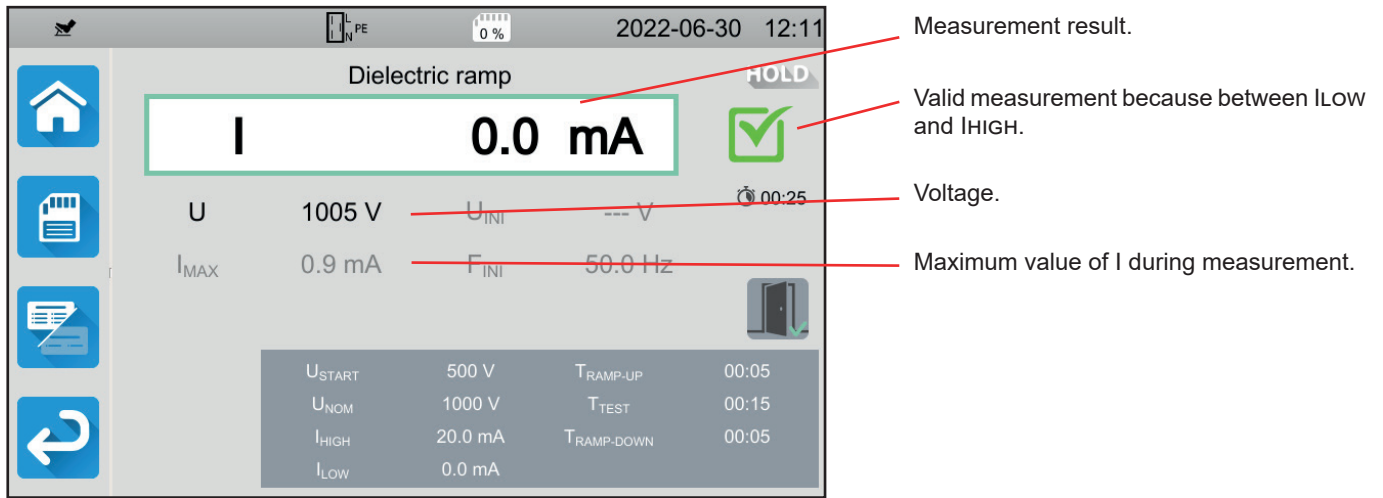 L
N PE
0 %
2022-06-30 12:11
Dielectric ramp
HOLD
I 0.0 mA
00:25
U 1005 V UINI --- V
IMAX 0.9 mA FINI 50.0 Hz
USTART 500 V TRAMP-UP 00:05
UNOM 1000 V TTEST 00:15
IHIGH 20.0 mA TRAMP-DOWN 00:05
ILOW 0.0 mA
Measurement result.
Valid measurement because between ILOW
and IHIGH.
Voltage.
Maximum value of I during measurement.